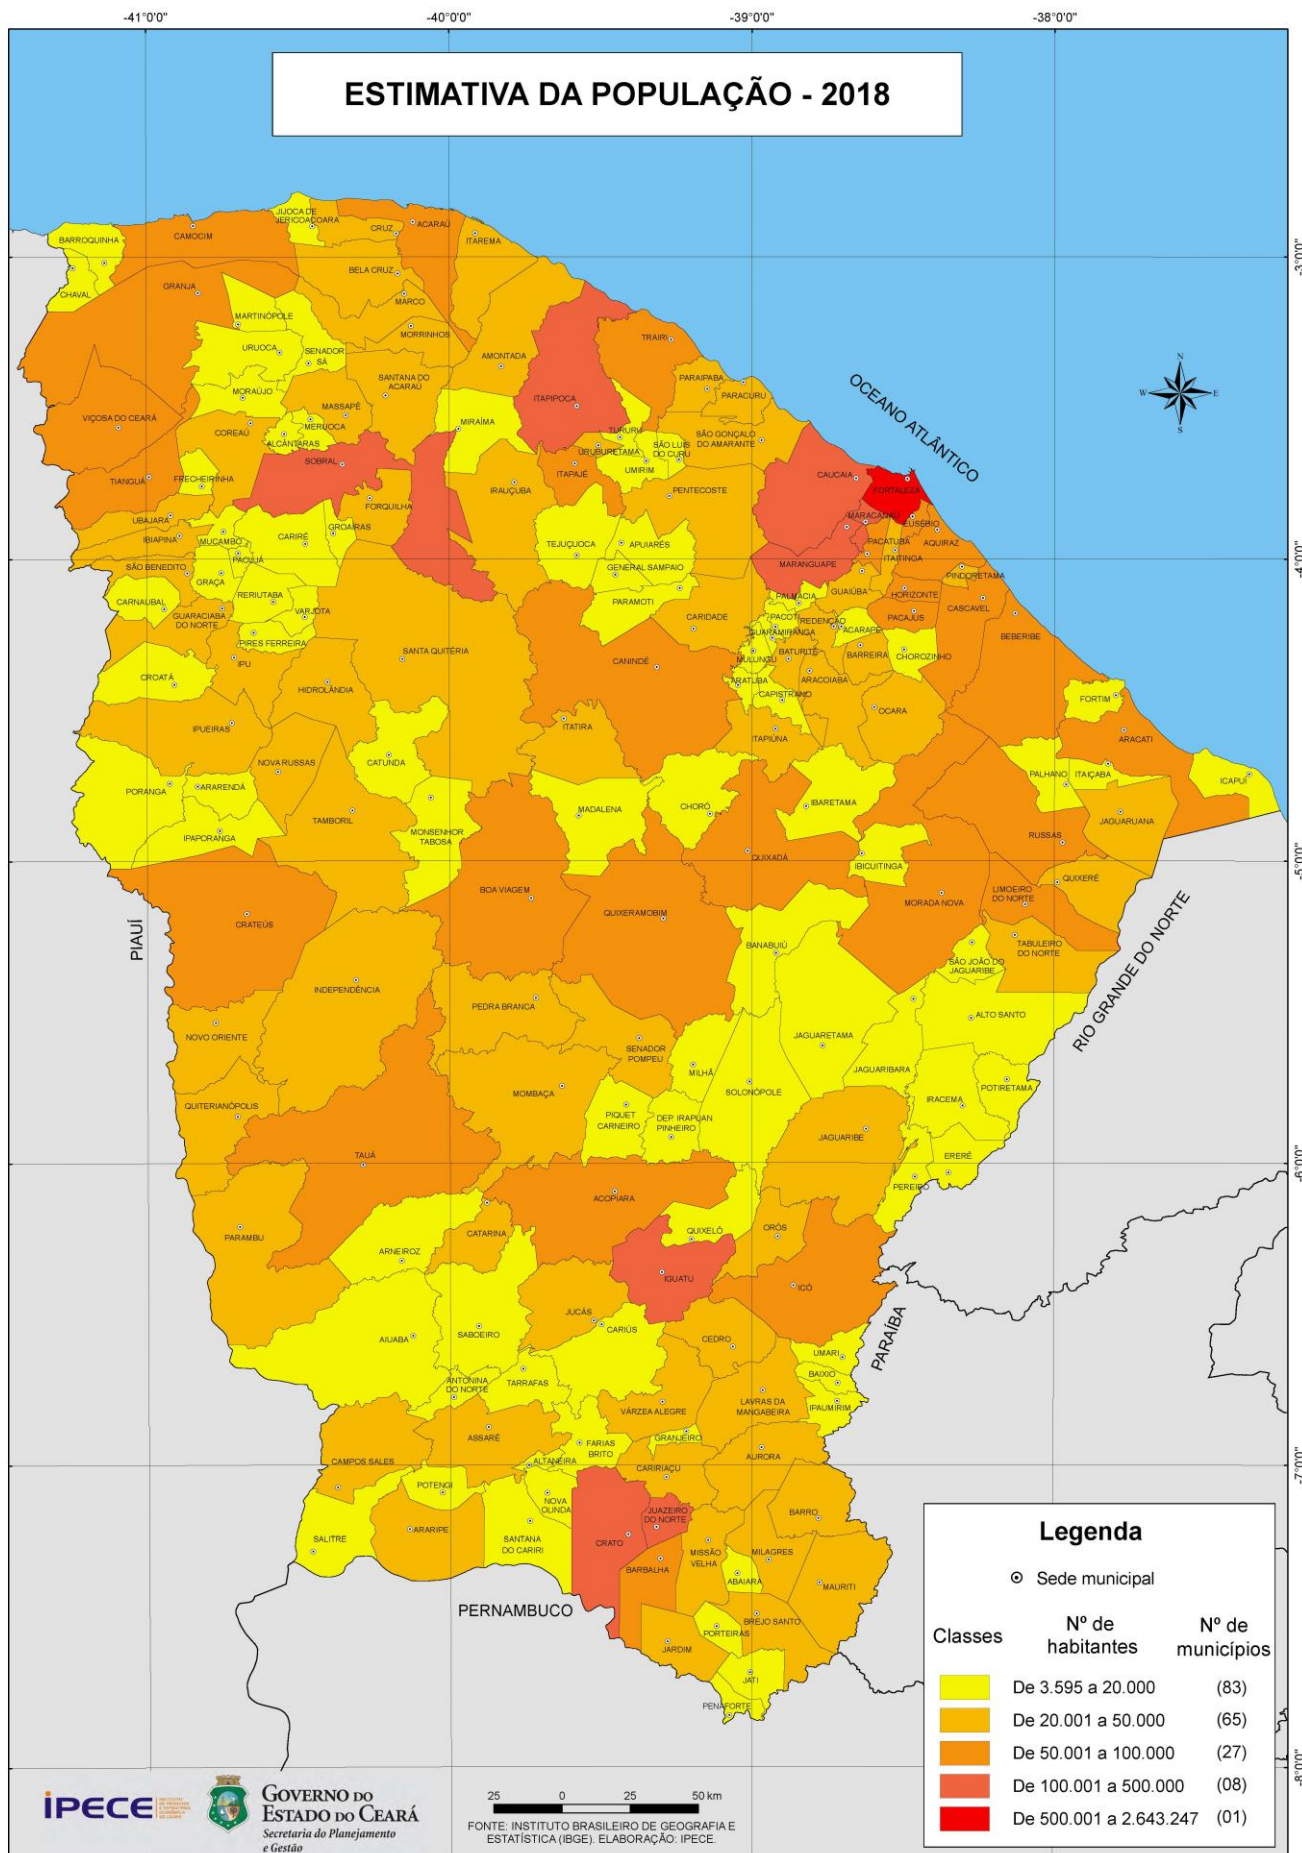 -41°0'0"
-40°0'0"
-39°0'0"
-38°0'0"
ESTIMATIVA DA POPULAÇÃO - 2018
JIJOCA DE
JERICOACOARA
CRUZ
ACARAÚ
ITAREMA
BARROQUINHA
CAMOCIM
CHAVAL
GRANJA
BELA CRUZ
MARCO
-3°0'0"
MARTINÓPOLE
MORRINHOS
URUOCA
SENADOR
SÁ
AMONTADA
TRAIRI
MORAÚJO
SANTANA DO
ACARAÚ
ITAPIPOCA
PARAIPABA
PARACURU
N
W
E
S
OCEANO ATLÂNTICO
VIÇOSA DO CEARÁ
MASSAPÊ
MERUOCA
COREAÚ
ALCÂNTARAS
MIRAÍMA
TURURU
URUBURETAMA
SÃO LUIS
DO CURU
SÃO GONÇALO
DO AMARANTE
UMIRIM
SOBRAL
ITAPAJÉ
CAUCAIA
FORTALEZA
TIANGUÁ
FRECHEIRINHA
FORQUILHA
IRAUÇUBA
PENTECOSTE
MARACANAÚ
EUSÉBIO
UBAJARA
IBIAPINA
MUCAMBO
CARIRÉ
GROAÍRAS
TEJUÇUOCA
APUIARÉS
PACATUBA
AQUIRAZ
ITAITINGA
PACUJÁ
SÃO BENEDITO
GRAÇA
GENERAL SAMPAIO
MARANGUAPE
PINDORETAMA
-4°0'0"
CARNAUBAL
RERIUTABA
PARAMOTI
PALMÁCIA
GUAIÚBA
HORIZONTE
CASCAVEL
GUARACIABA
DO NORTE
VARJOTA
CARIDADE
PACOTI
REDENÇÃO
PACAJUS
GUARAMIRANGA
ACARAPE
BEBERIBE
PIRES FERREIRA
MULUNGU
BATURITÉ
BARREIRA
CHOROZINHO
IPU
SANTA QUITÉRIA
CANINDÉ
CROATÁ
HIDROLÂNDIA
ARATUBA
CAPISTRANO
ARACOIABA
OCARA
FORTIM
IPUEIRAS
ITATIRA
ITAPIÚNA
ARACATI
NOVA RUSSAS
CATUNDA
PALHANO
ITAIÇABA
ICAPUÍ
PORANGA
ARARENDÁ
MADALENA
CHORÓ
IBARETAMA
TAMBORIL
JAGUARUANA
IPAPORANGA
MONSENHOR
TABOSA
RUSSAS
-5°0'0"
QUIXADÁ
IBICUITINGA
QUIXERÉ
CRATEÚS
BOA VIAGEM
QUIXERAMOBIM
MORADA NOVA
LIMOEIRO
DO NORTE
PIAUÍ
BANABUIÚ
TABULEIRO
DO NORTE
SÃO JOÃO DO
JAGUARIBE
RIO GRANDE DO NORTE
INDEPENDÊNCIA
PEDRA BRANCA
ALTO SANTO
NOVO ORIENTE
SENADOR
POMPEU
JAGUARETAMA
MILHÃ
JAGUARIBARA
POTIRETAMA
SOLONÓPOLE
MOMBAÇA
QUITERIANÓPOLIS
PIQUET
CARNEIRO
DEP. IRAPUAN
PINHEIRO
IRACEMA
JAGUARIBE
TAUÁ
ERERÊ
-6°0'0"
PEREIRO
ACOPIARA
PARAMBU
CATARINA
QUIXELÔ
ORÓS
ARNEIROZ
IGUATU
ICÓ
JUCÁS
AIUABA
SABOEIRO
CARIÚS
CEDRO
UMARI
PARAÍBA
BAIXIO
ANTONINA
DO NORTE
TARRAFAS
VÁRZEA ALEGRE
LAVRAS DA
MANGABEIRA
IPAUMIRIM
ASSARÉ
GRANJEIRO
FARIAS
BRITO
AURORA
CAMPOS SALES
ALTANEIRA
CARIRIAÇU
-7°0'0"
POTENGI
NOVA
OLINDA
JUAZEIRO
DO NORTE
BARRO
SALITRE
ARARIPE
SANTANA
DO CARIRI
CRATO
MISSÃO
VELHA
MILAGRES
BARBALHA
ABAIARA
MAURITI
PERNAMBUCO
BREJO SANTO
PORTEIRAS
JARDIM
JATI
PENAFORTE
-8°0'0"
Legenda
Sede municipal
Classes
Nº de
habitantes
Nº de
municípios
De 3.595 a 20.000 (83)
De 20.001 a 50.000 (65)
De 50.001 a 100.000 (27)
De 100.001 a 500.000 (08)
De 500.001 a 2.643.247 (01)
IPECE
GOVERNO DO
ESTADO DO CEARÁ
Secretaria do Planejamento
e Gestão
25 0 25 50 km
FONTE: INSTITUTO BRASILEIRO DE GEOGRAFIA E
ESTATÍSTICA (IBGE). ELABORAÇÃO: IPECE.